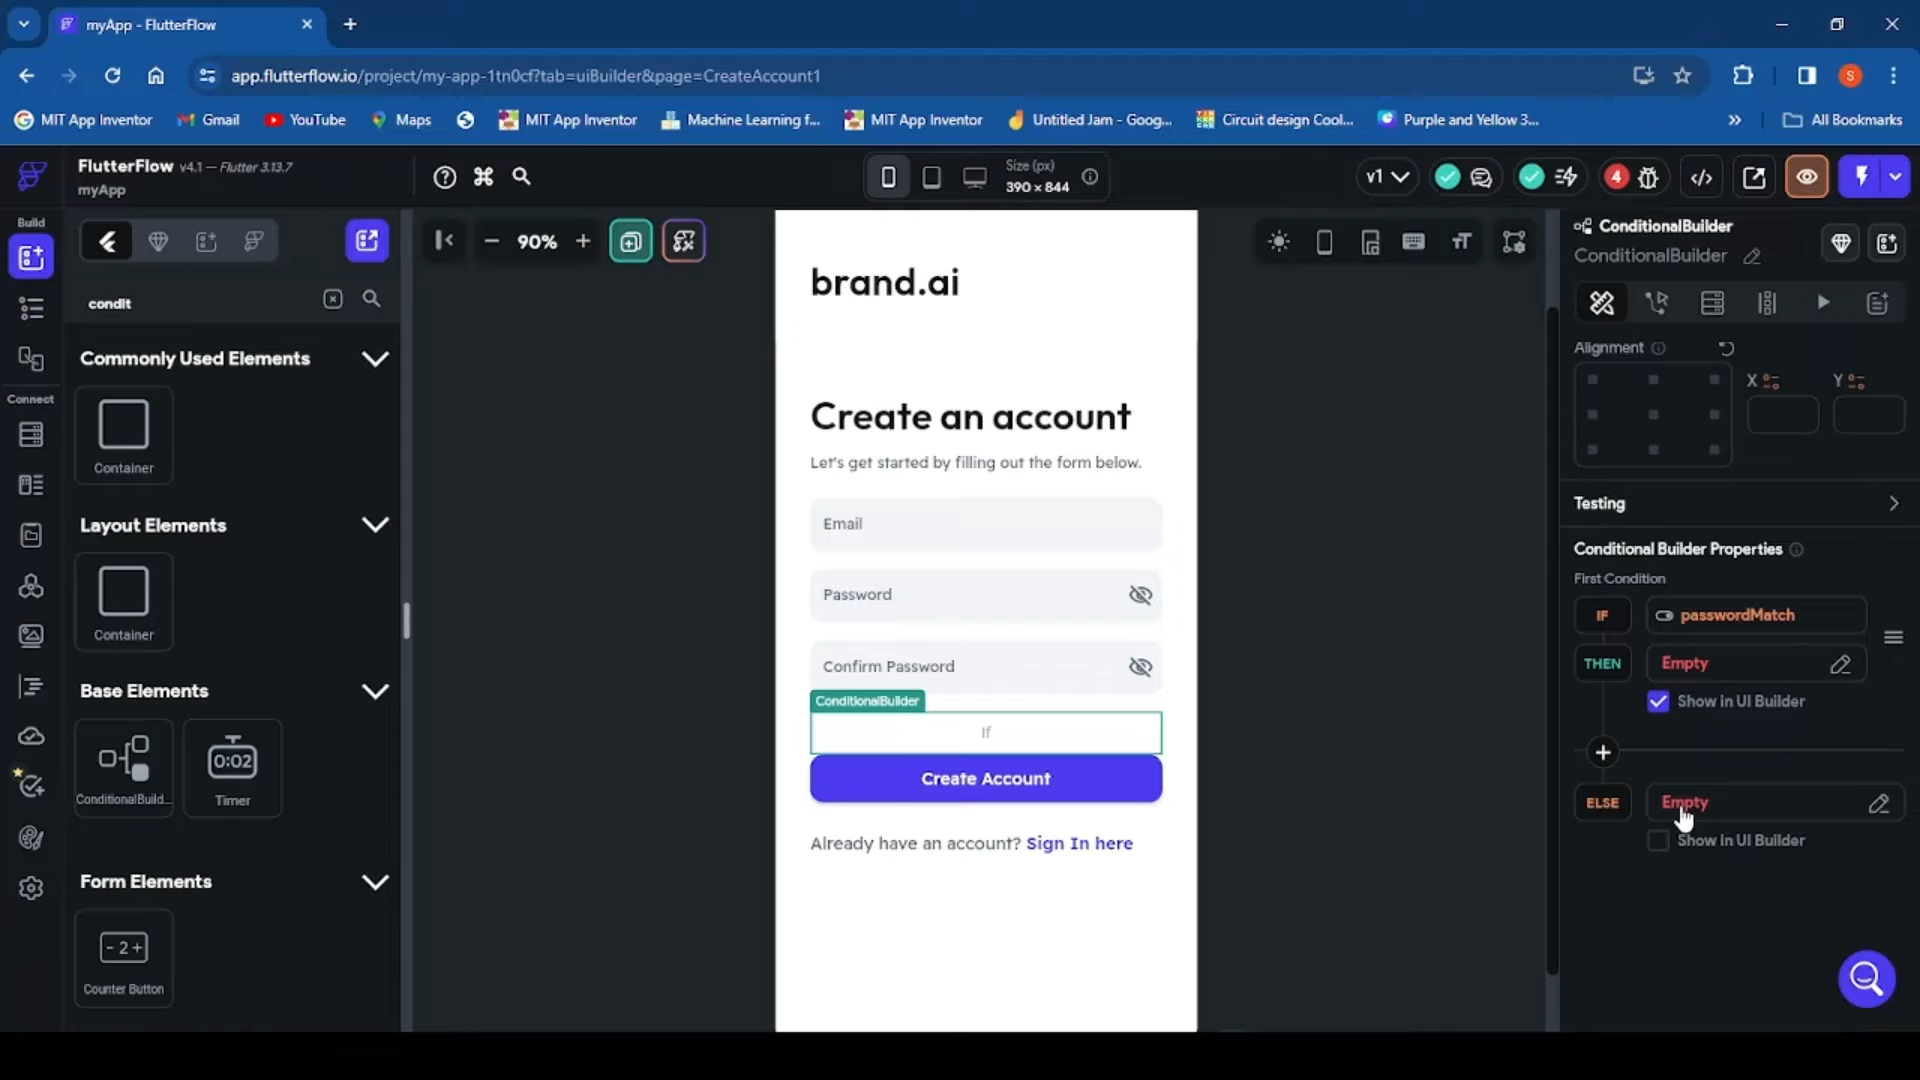 myApp - FlutterFlow
app.flutterflow.io/project/my-app-1tn0cf?tab=uiBuilder&page=CreateAccount1
S
MIT App Inventor
Gmail
YouTube
Maps
MIT App Inventor
Machine Learning f...
MIT App Inventor
Untitled Jam - Goog...
Circuit design Cool...
Purple and Yellow 3...
»
All Bookmarks
FlutterFlow v4.1 — Flutter 3.13.7
myApp
Size (px)
390 × 844
v1
4
Build
Connect
condit
Commonly Used Elements
Container
Layout Elements
Container
Base Elements
ConditionalBuild...
0:02
Timer
Form Elements
- 2 +
Counter Button
90%
brand.ai
Create an account
Let's get started by filling out the form below.
Email
Password
Confirm Password
ConditionalBuilder
If
Create Account
Already have an account? Sign In here
ConditionalBuilder
ConditionalBuilder
Alignment
X
Y
Testing
Conditional Builder Properties
First Condition
IF
passwordMatch
THEN
Empty
Show in UI Builder
ELSE
Empty
Show in UI Builder